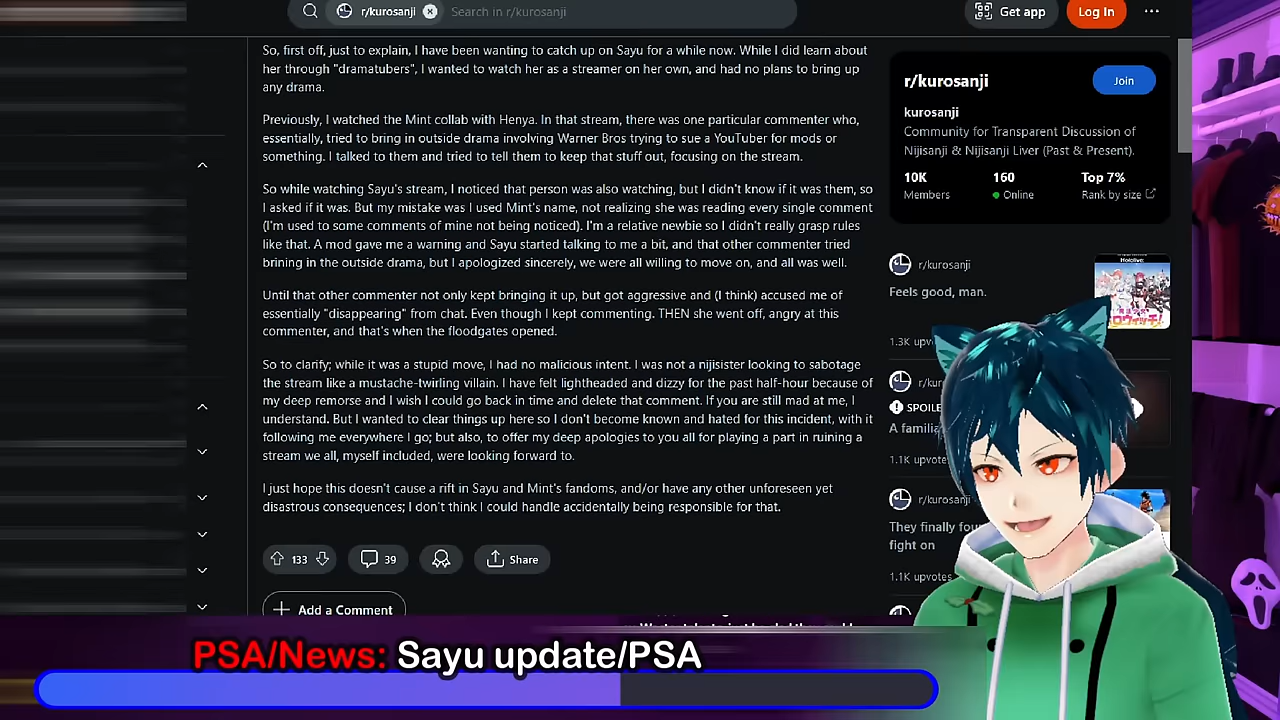 r/kurosanji
Search in r/kurosanji
Get app
Log In
So, first off, just to explain, I have been wanting to catch up on Sayu for a while now. While I did learn about
her through "dramatubers", I wanted to watch her as a streamer on her own, and had no plans to bring up
any drama.
Previously, I watched the Mint collab with Henya. In that stream, there was one particular commenter who,
essentially, tried to bring in outside drama involving Warner Bros trying to sue a YouTuber for mods or
something. I talked to them and tried to tell them to keep that stuff out, focusing on the stream.
So while watching Sayu's stream, I noticed that person was also watching, but I didn't know if it was them, so
I asked if it was. But my mistake was I used Mint's name, not realizing she was reading every single comment
(I'm used to some comments of mine not being noticed). I'm a relative newbie so I didn't really grasp rules
like that. A mod gave me a warning and Sayu started talking to me a bit, and that other commenter tried
brining in the outside drama, but I apologized sincerely, we were all willing to move on, and all was well.
Until that other commenter not only kept bringing it up, but got aggressive and (I think) accused me of
essentially "disappearing" from chat. Even though I kept commenting. THEN she went off, angry at this
commenter, and that's when the floodgates opened.
So to clarify; while it was a stupid move, I had no malicious intent. I was not a nijisister looking to sabotage
the stream like a mustache-twirling villain. I have felt lightheaded and dizzy for the past half-hour because of
my deep remorse and I wish I could go back in time and delete that comment. If you are still mad at me, I
understand. But I wanted to clear things up here so I don't become known and hated for this incident, with it
following me everywhere I go; but also, to offer my deep apologies to you all for playing a part in ruining a
stream we all, myself included, were looking forward to.
I just hope this doesn't cause a rift in Sayu and Mint's fandoms, and/or have any other unforeseen yet
disastrous consequences; I don't think I could handle accidentally being responsible for that.
133
39
Share
Add a Comment
r/kurosanji
Join
kurosanji
Community for Transparent Discussion of
Nijisanji & Nijisanji Liver (Past & Present).
10K
160
Top 7%
Members
Online
Rank by size
r/kurosanji
Feels good, man.
1.3K upv
r/kur
SPOILE
A familia
1.1K upvote
r/kurosanji
They finally fou
fight on
1.1K upvotes
PSA/News: Sayu update/PSA